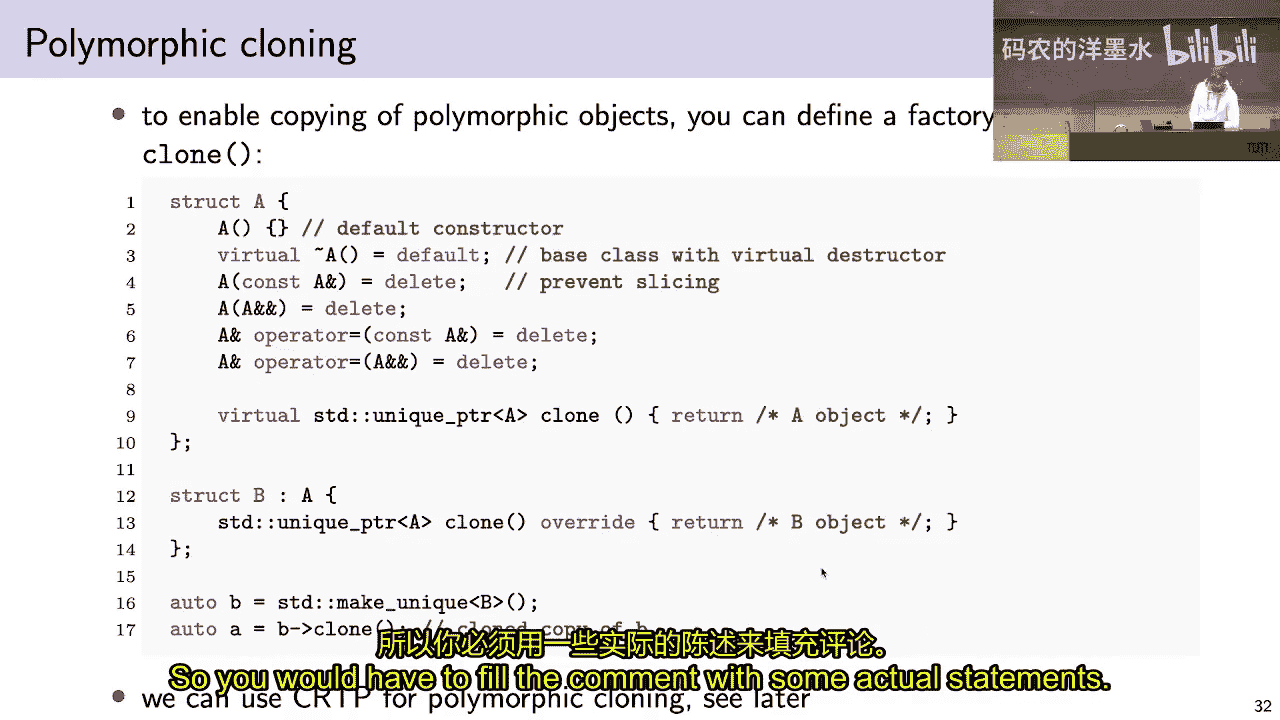 Polymorphic cloning
码农的洋墨水 bilibili
• to enable copying of polymorphic objects, you can define a factory
clone():
1 struct A {
2 A() {} // default constructor
3 virtual ~A() = default; // base class with virtual destructor
4 A(const A&) = delete; // prevent slicing
5 A(A&&) = delete;
6 A& operator=(const A&) = delete;
7 A& operator=(A&&) = delete;
8
9 virtual std::unique_ptr<A> clone () { return /* A object */; }
10 };
11
12 struct B : A {
13 std::unique_ptr<A> clone() override { return /* B object */; }
14 };
15
16 auto b = std::make_unique<B>();
17 auto a = b->clone(); // cloned copy of b
所以你必须用一些实际的陈述来填充评论。
So you would have to fill the comment with some actual statements.
• we can use CRTP for polymorphic cloning, see later
32